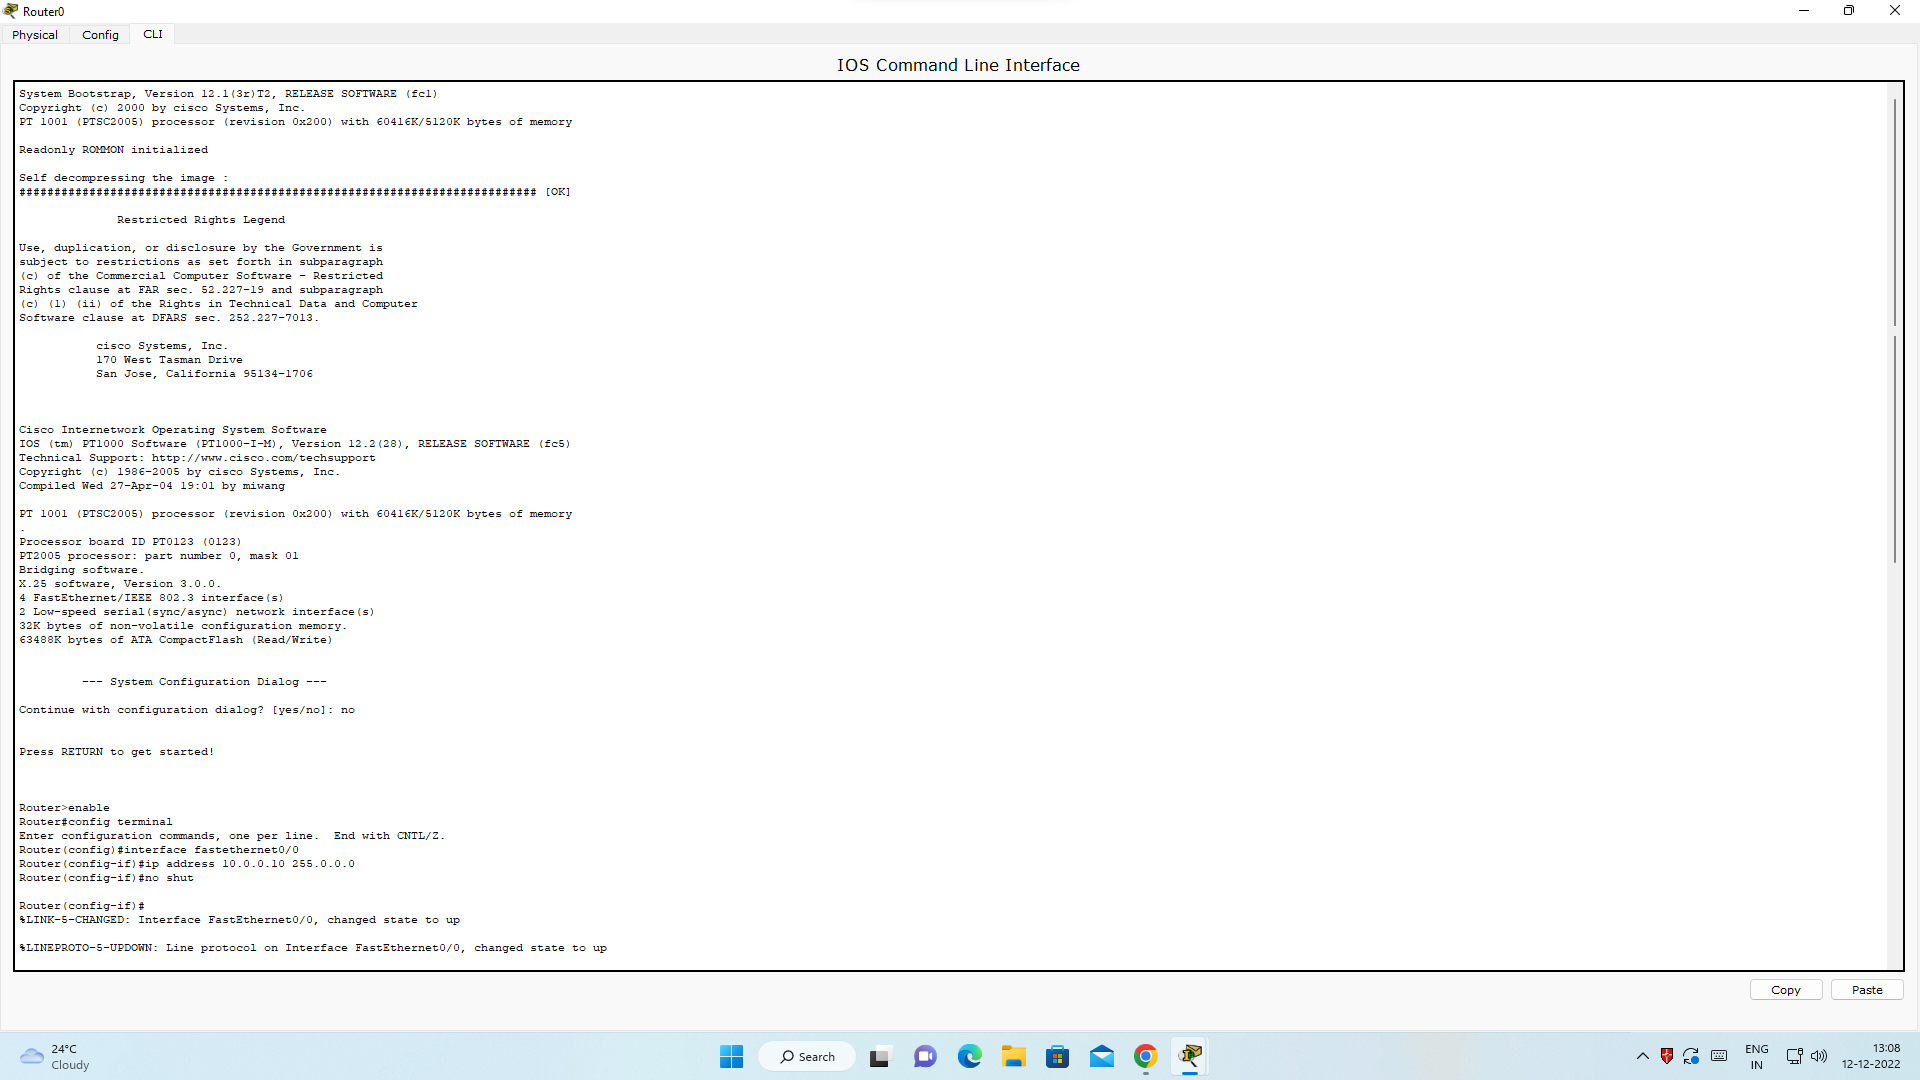 Router0
Physical Config CLI
IOS Command Line Interface
System Bootstrap, Version 12.1(3r)T2, RELEASE SOFTWARE (fc1)
Copyright (c) 2000 by cisco Systems, Inc.
PT 1001 (PTSC2005) processor (revision 0x200) with 60416K/5120K bytes of memory
Readonly ROMMON initialized
Self decompressing the image :
########################################################################## [OK]
Restricted Rights Legend
Use, duplication, or disclosure by the Government is
subject to restrictions as set forth in subparagraph
(c) of the Commercial Computer Software - Restricted
Rights clause at FAR sec. 52.227-19 and subparagraph
(c) (1) (ii) of the Rights in Technical Data and Computer
Software clause at DFARS sec. 252.227-7013.
cisco Systems, Inc.
170 West Tasman Drive
San Jose, California 95134-1706
Cisco Internetwork Operating System Software
IOS (tm) PT1000 Software (PT1000-I-M), Version 12.2(28), RELEASE SOFTWARE (fc5)
Technical Support: http://www.cisco.com/techsupport
Copyright (c) 1986-2005 by cisco Systems, Inc.
Compiled Wed 27-Apr-04 19:01 by miwang
PT 1001 (PTSC2005) processor (revision 0x200) with 60416K/5120K bytes of memory
.
Processor board ID PT0123 (0123)
PT2005 processor: part number 0, mask 01
Bridging software.
X.25 software, Version 3.0.0.
4 FastEthernet/IEEE 802.3 interface(s)
2 Low-speed serial(sync/async) network interface(s)
32K bytes of non-volatile configuration memory.
63488K bytes of ATA CompactFlash (Read/Write)
--- System Configuration Dialog ---
Continue with configuration dialog? [yes/no]: no
Press RETURN to get started!
Router>enable
Router#config terminal
Enter configuration commands, one per line.  End with CNTL/Z.
Router(config)#interface fastethernet0/0
Router(config-if)#ip address 10.0.0.10 255.0.0.0
Router(config-if)#no shut
Router(config-if)#
%LINK-5-CHANGED: Interface FastEthernet0/0, changed state to up
%LINEPROTO-5-UPDOWN: Line protocol on Interface FastEthernet0/0, changed state to up
Copy Paste
24°C
Cloudy
Search
ENG
IN
13:08
12-12-2022